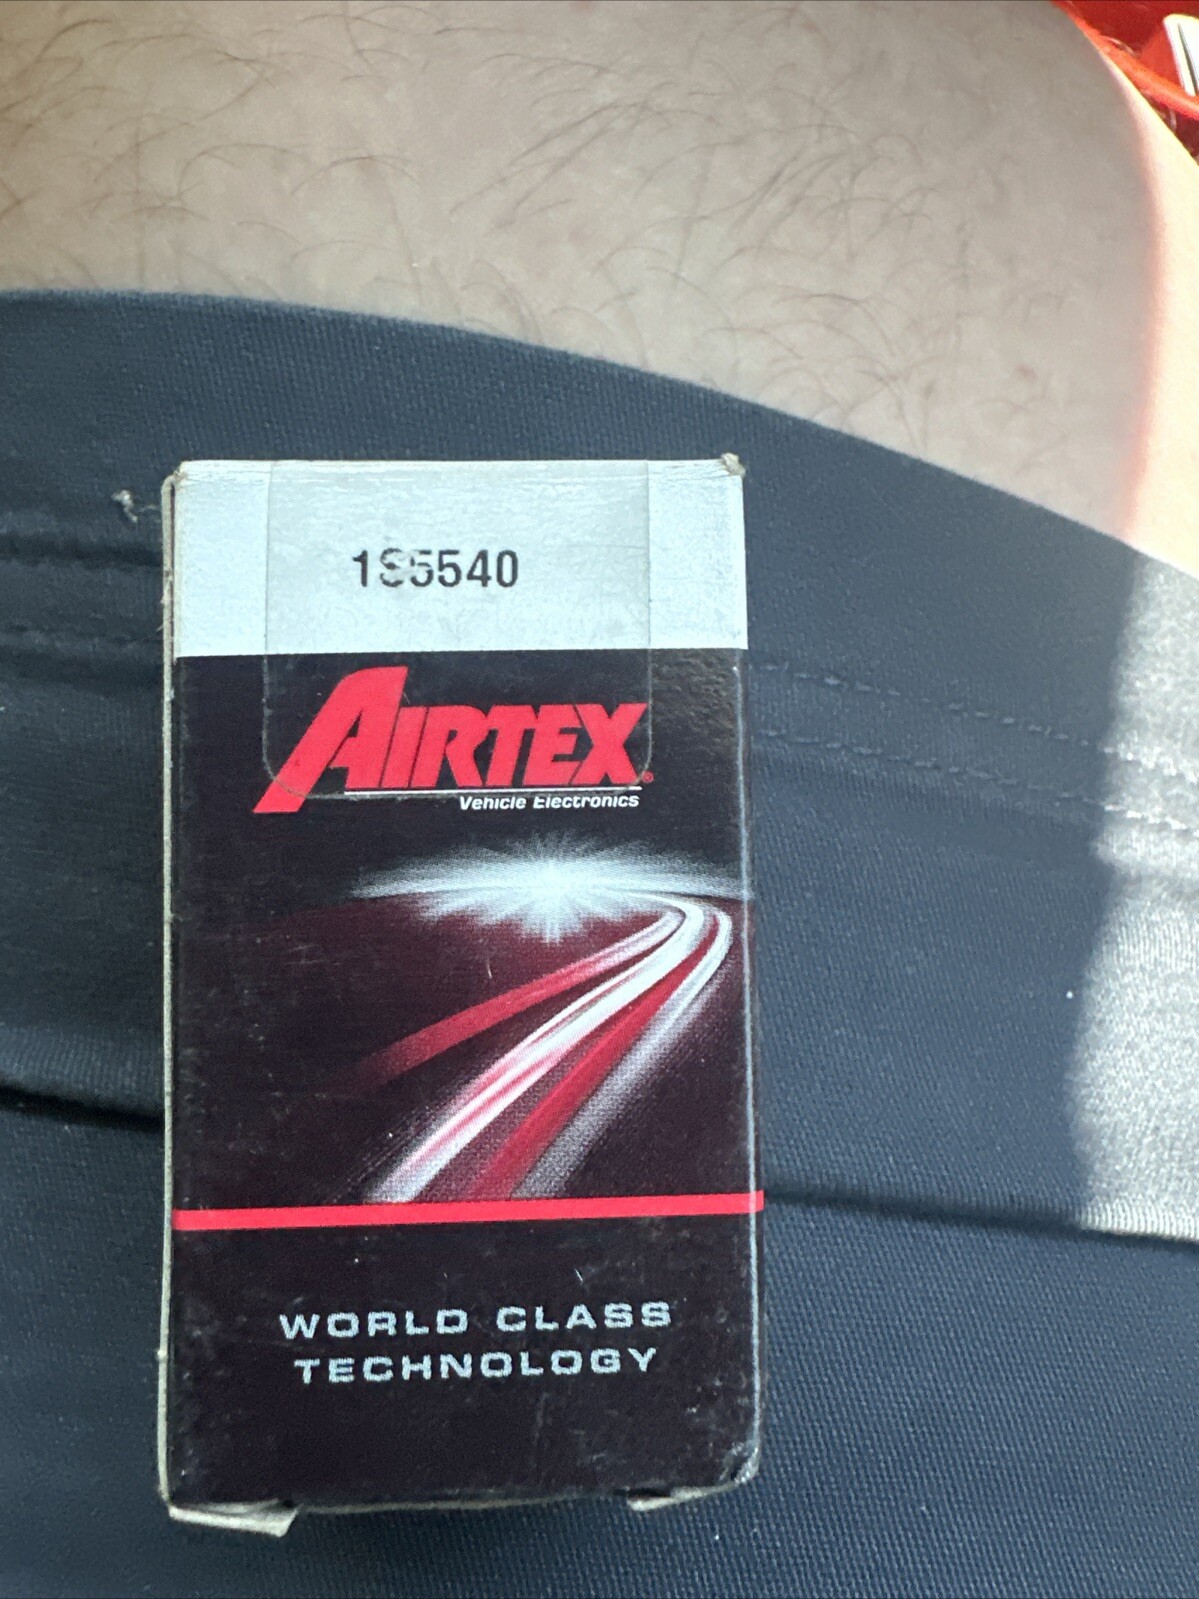 1S5540
AIRTEX®
Vehicle Electronics
WORLD CLASS
TECHNOLOGY